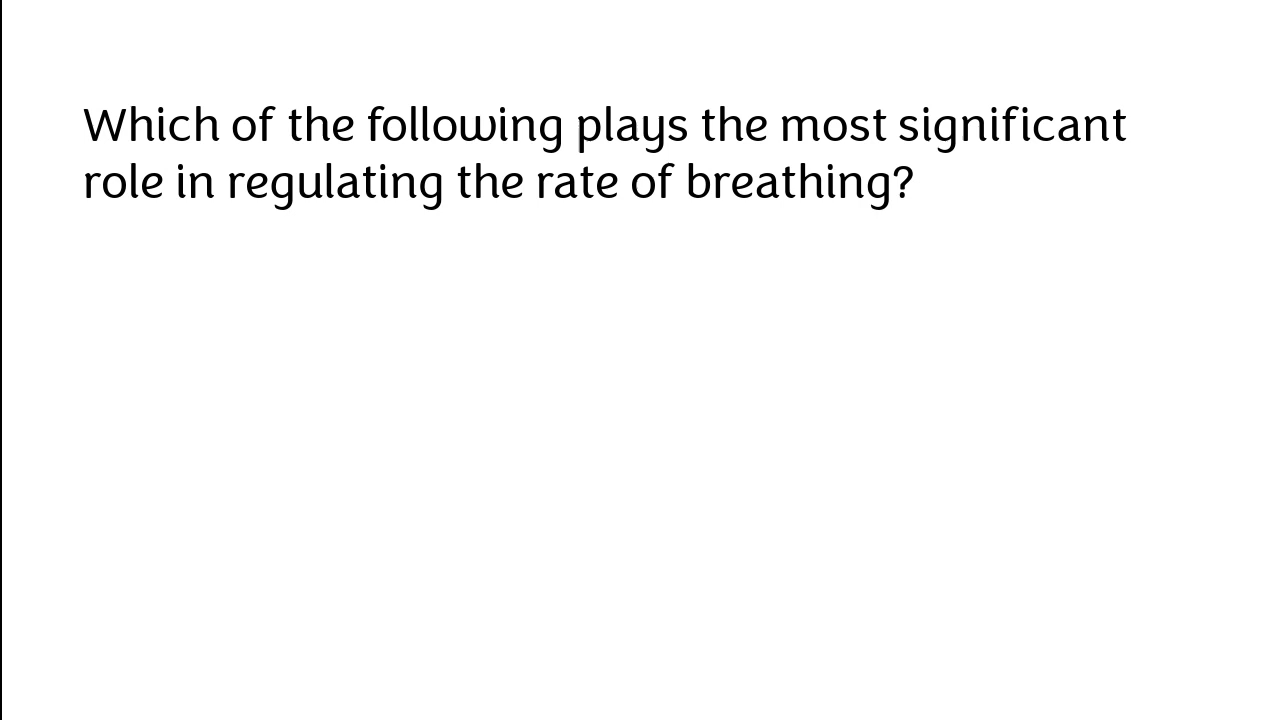 Which of the following plays the most significant
role in regulating the rate of breathing?